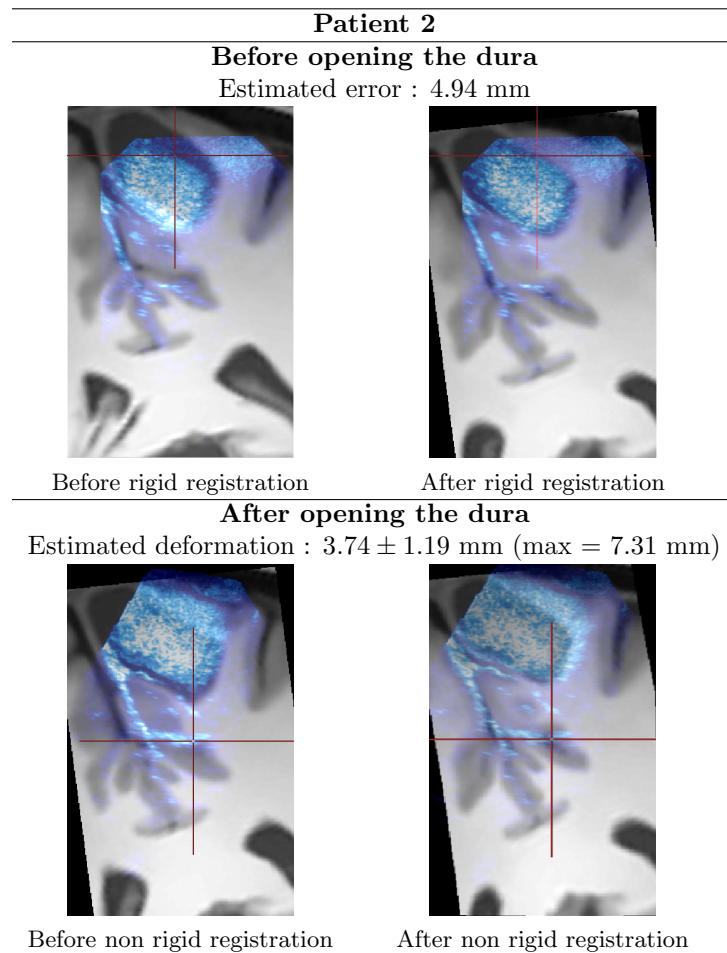 Patient 2
Before opening the dura
Estimated error : 4.94 mm
Before rigid registration After rigid registration
After opening the dura
Estimated deformation : 3.74 ± 1.19 mm (max = 7.31 mm)
Before non rigid registration After non rigid registration